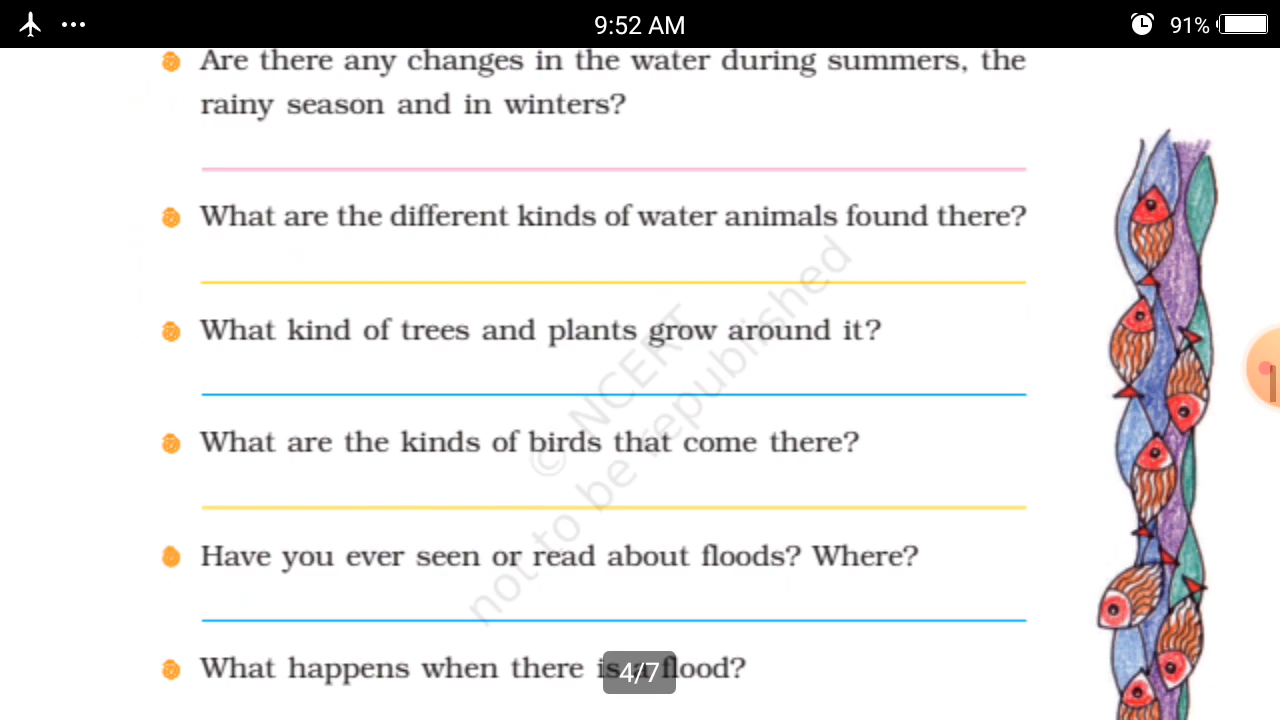 9:52 AM
91%
Are there any changes in the water during summers, the
rainy season and in winters?
What are the different kinds of water animals found there?
What kind of trees and plants grow around it?
What are the kinds of birds that come there?
Have you ever seen or read about floods? Where?
What happens when there is a flood?
4/7
© NCERT
not to be republished